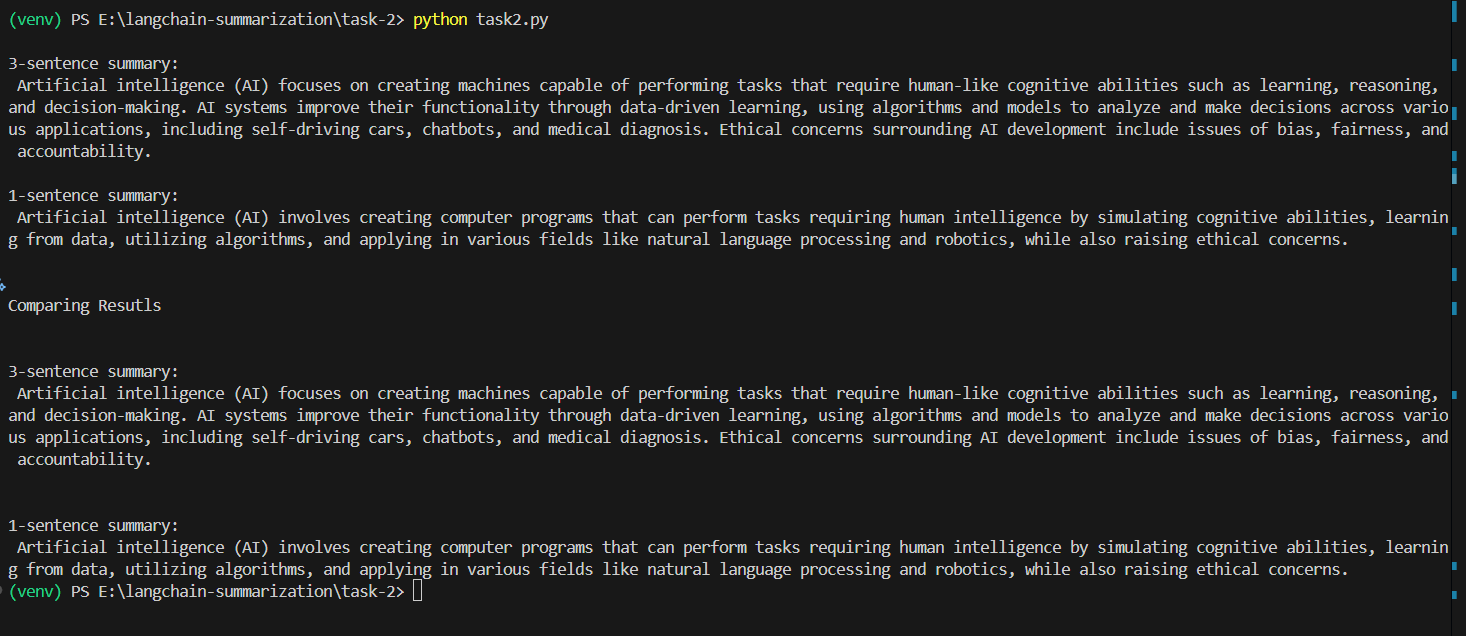 (venv) PS E:\langchain-summarization\task-2> python task2.py
3-sentence summary:
Artificial intelligence (AI) focuses on creating machines capable of performing tasks that require human-like cognitive abilities such as learning, reasoning,
and decision-making. AI systems improve their functionality through data-driven learning, using algorithms and models to analyze and make decisions across vario
us applications, including self-driving cars, chatbots, and medical diagnosis. Ethical concerns surrounding AI development include issues of bias, fairness, and
accountability.
1-sentence summary:
Artificial intelligence (AI) involves creating computer programs that can perform tasks requiring human intelligence by simulating cognitive abilities, learnin
g from data, utilizing algorithms, and applying in various fields like natural language processing and robotics, while also raising ethical concerns.
Comparing Resutls
3-sentence summary:
Artificial intelligence (AI) focuses on creating machines capable of performing tasks that require human-like cognitive abilities such as learning, reasoning,
and decision-making. AI systems improve their functionality through data-driven learning, using algorithms and models to analyze and make decisions across vario
us applications, including self-driving cars, chatbots, and medical diagnosis. Ethical concerns surrounding AI development include issues of bias, fairness, and
accountability.
1-sentence summary:
Artificial intelligence (AI) involves creating computer programs that can perform tasks requiring human intelligence by simulating cognitive abilities, learnin
g from data, utilizing algorithms, and applying in various fields like natural language processing and robotics, while also raising ethical concerns.
(venv) PS E:\langchain-summarization\task-2>